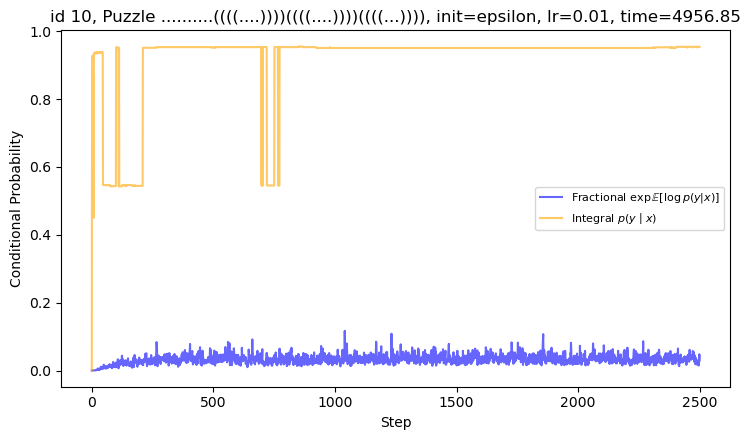 id 10, Puzzle ..........((((....))))((((....))))((((...)))), init=epsilon, lr=0.01, time=4956.85
1.0
0.8
0.6
0.4
0.2
0.0
Conditional Probability
Fractional exp𝔼[log p(y|x)]
Integral p(y | x)
0
500
1000
1500
2000
2500
Step